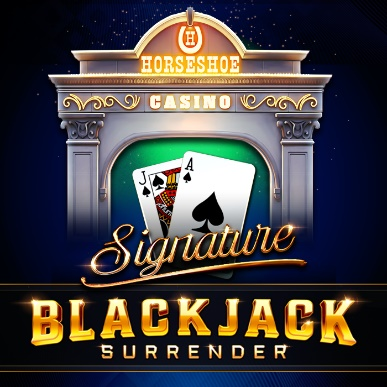 H
HORSESHOE
CASINO
J A
Signature
BLACKJACK
SURRENDER